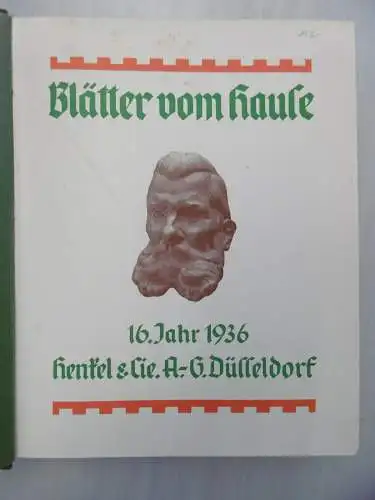 Blätter vom Hause
16. Jahr 1936
Henkel & Cie. A.-G. Düsseldorf